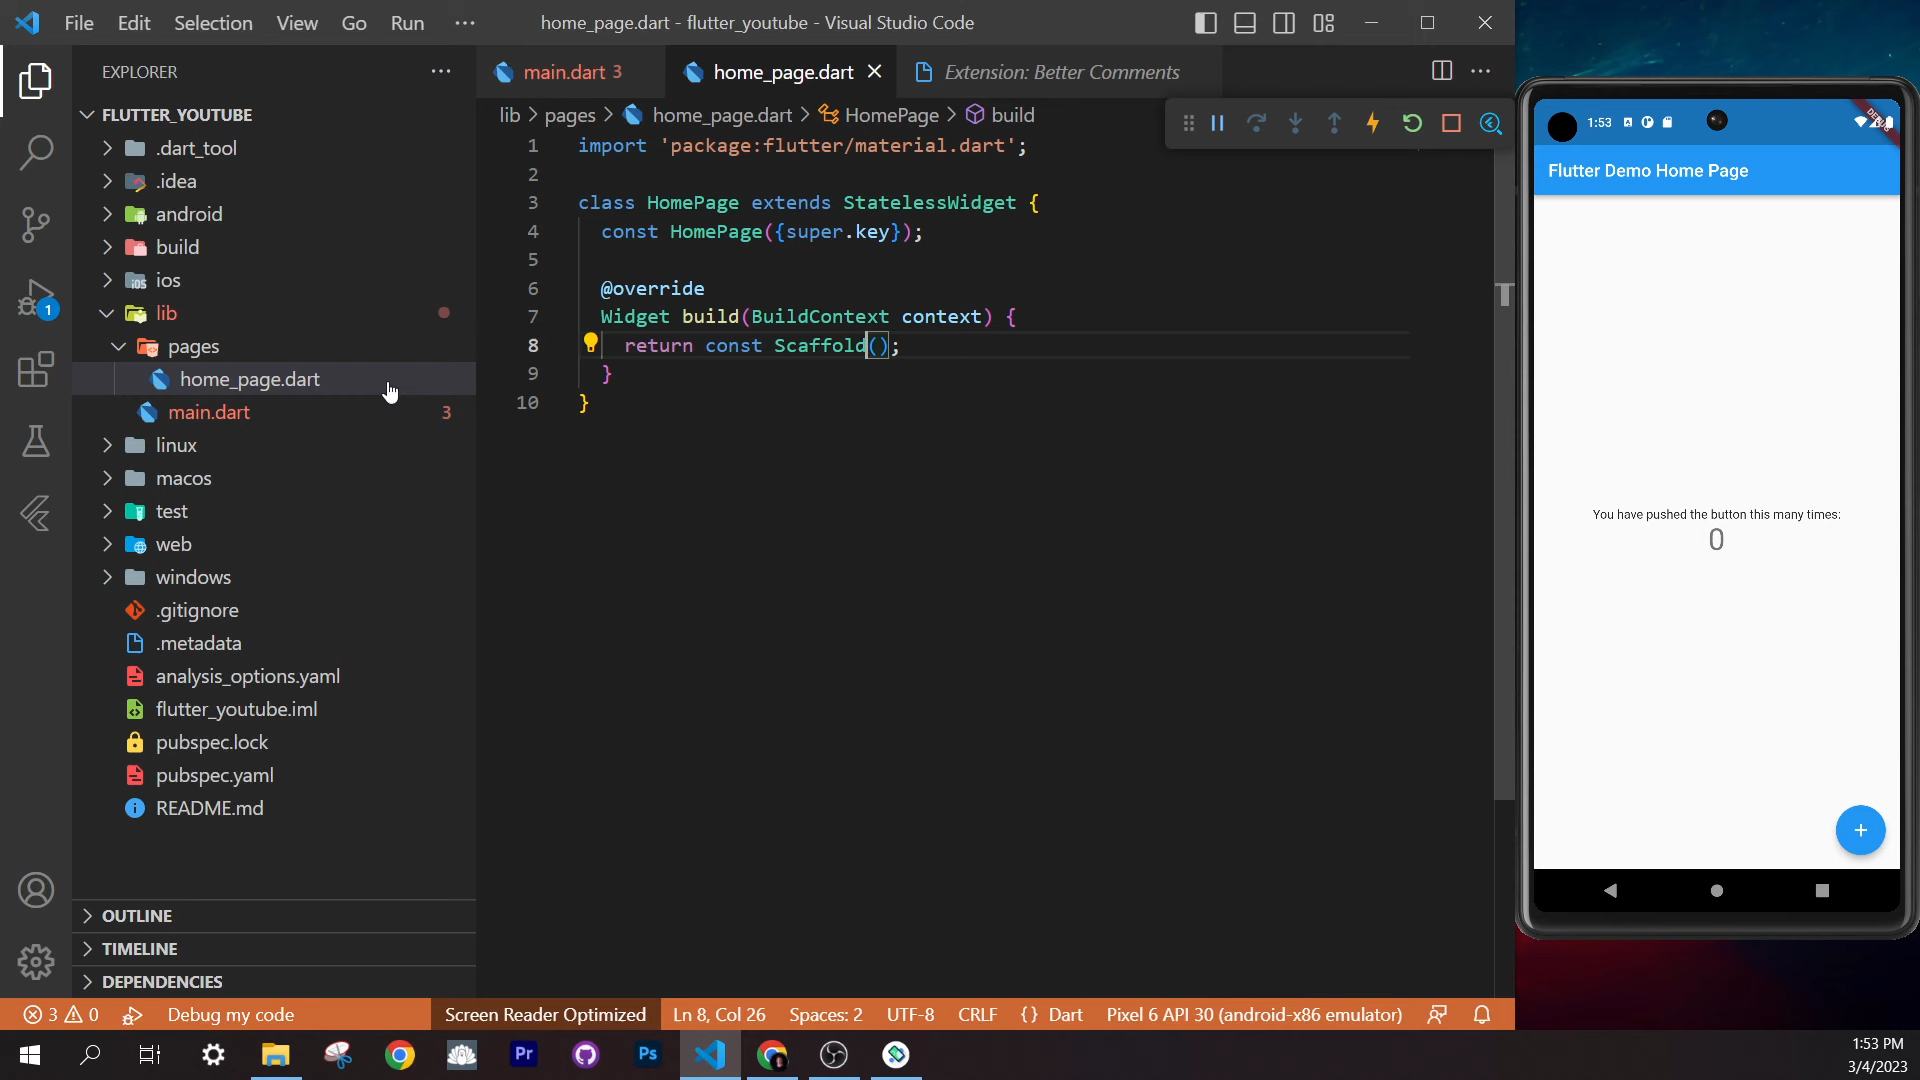 File Edit Selection View Go Run ···
home_page.dart - flutter_youtube - Visual Studio Code
EXPLORER
FLUTTER_YOUTUBE
.dart_tool
.idea
android
build
ios
lib
pages
home_page.dart
main.dart 3
linux
macos
test
web
windows
.gitignore
.metadata
analysis_options.yaml
flutter_youtube.iml
pubspec.lock
pubspec.yaml
README.md
OUTLINE
TIMELINE
DEPENDENCIES
1
main.dart 3
home_page.dart
Extension: Better Comments
lib > pages > home_page.dart > HomePage > build
1 import 'package:flutter/material.dart';
2
3 class HomePage extends StatelessWidget {
4 const HomePage({super.key});
5
6 @override
7 Widget build(BuildContext context) {
8 return const Scaffold();
9 }
10 }
1:53
DEBUG
Flutter Demo Home Page
You have pushed the button this many times:
0
+
3 0 Debug my code Screen Reader Optimized Ln 8, Col 26 Spaces: 2 UTF-8 CRLF {} Dart Pixel 6 API 30 (android-x86 emulator)
Pr
Ps
1:53 PM
3/4/2023